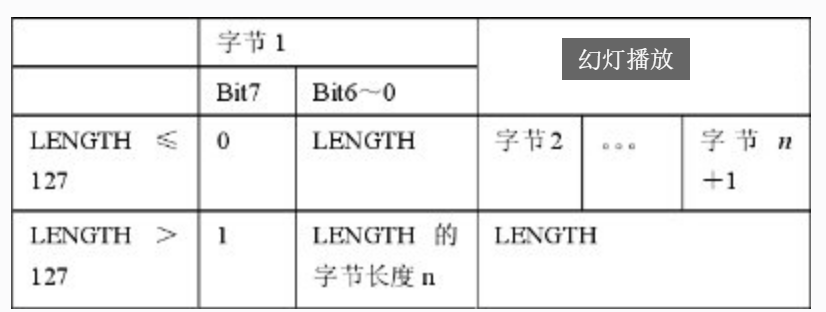 字节1
幻灯播放
Bit7 Bit6～0
LENGTH ≤ 0 LENGTH 字节2 。。。 字节 n
127 +1
LENGTH > 1 LENGTH 的 LENGTH
127 字节长度 n